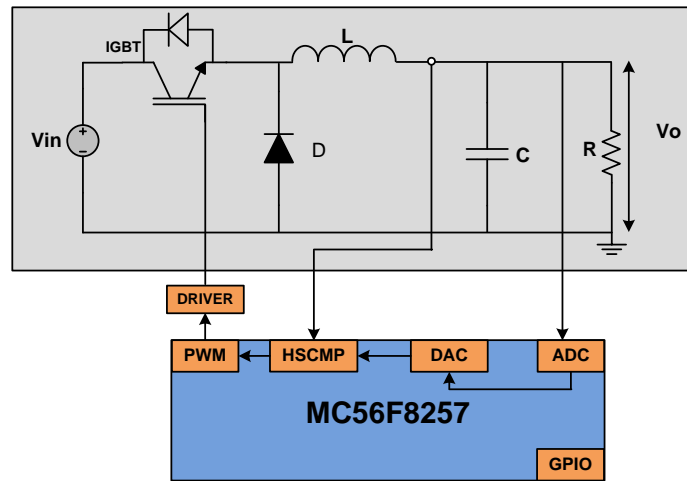 IGBT
L
Vin
+
−
D
C
R
Vo
DRIVER
PWM
HSCMP
DAC
ADC
MC56F8257
GPIO